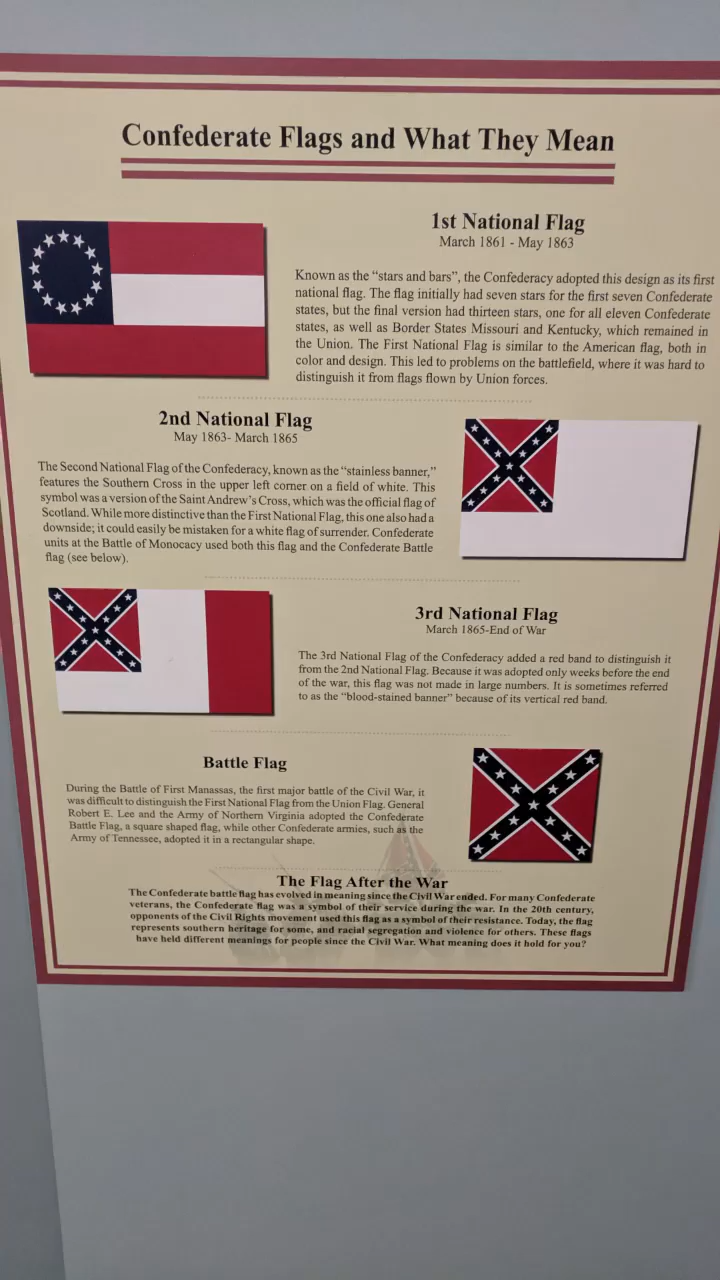 Confederate Flags and What They Mean
1st National Flag
March 1861 - May 1863
Known as the “stars and bars”, the Confederacy adopted this design as its first
national flag. The flag initially had seven stars for the first seven Confederate
states, but the final version had thirteen stars, one for all eleven Confederate
states, as well as Border States Missouri and Kentucky, which remained in
the Union. The First National Flag is similar to the American flag, both in
color and design. This led to problems on the battlefield, where it was hard to
distinguish it from flags flown by Union forces.
2nd National Flag
May 1863- March 1865
The Second National Flag of the Confederacy, known as the “stainless banner,”
features the Southern Cross in the upper left corner on a field of white. This
symbol was a version of the Saint Andrew’s Cross, which was the official flag of
Scotland. While more distinctive than the First National Flag, this one also had a
downside; it could easily be mistaken for a white flag of surrender. Confederate
units at the Battle of Monocacy used both this flag and the Confederate Battle
flag (see below).
3rd National Flag
March 1865-End of War
The 3rd National Flag of the Confederacy added a red band to distinguish it
from the 2nd National Flag. Because it was adopted only weeks before the end
of the war, this flag was not made in large numbers. It is sometimes referred
to as the “blood-stained banner” because of its vertical red band.
Battle Flag
During the Battle of First Manassas, the first major battle of the Civil War, it
was difficult to distinguish the First National Flag from the Union Flag. General
Robert E. Lee and the Army of Northern Virginia adopted the Confederate
Battle Flag, a square shaped flag, while other Confederate armies, such as the
Army of Tennessee, adopted it in a rectangular shape.
The Flag After the War
The Confederate battle flag has evolved in meaning since the Civil War ended. For many Confederate
veterans, the Confederate flag was a symbol of their service during the war. In the 20th century,
opponents of the Civil Rights movement used this flag as a symbol of their resistance. Today, the flag
represents southern heritage for some, and racial segregation and violence for others. These flags
have held different meanings for people since the Civil War. What meaning does it hold for you?